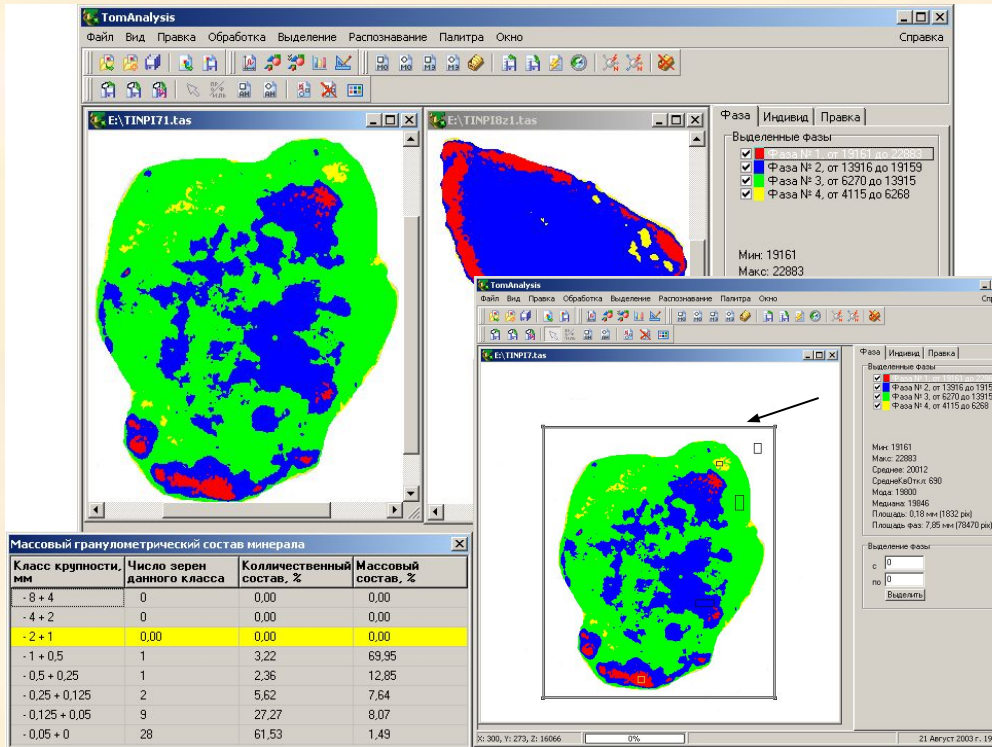 TomAnalysis
Файл Вид Правка Обработка Выделение Распознавание Палитра Окно Справка
E:\TINPI71.tas
E:\TINPI8z1.tas
Фаза Индивид Правка
Выделенные фазы
Фаза № 1, от 19161 до 22883
Фаза № 2, от 13916 до 19159
Фаза № 3, от 6270 до 13915
Фаза № 4, от 4115 до 6268
Мин: 19161
Макс: 22883
TomAnalysis
Файл Вид Правка Обработка Выделение Распознавание Палитра Окно
E:\TINPI7.tas
Фаза Индивид Правка
Выделенные фазы
Фаза № 2, от 13916 до 1915
Фаза № 3, от 6270 до 13915
Фаза № 4, от 4115 до 6268
Мин: 19161
Макс: 22883
Среднее: 20012
СреднеКвОткл: 690
Мода: 19800
Медиана: 19846
Площадь: 0,18 мм (1832 pix)
Площадь фаз: 7,85 мм (78470 pix)
Выделение фазы
с 0
по 0
Выделить
X: 300, Y: 273, Z: 16066 0% 21 Август 2003 г. 19
Массовый гранулометрический состав минерала
Класс крупности, мм Число зерен данного класса Колличественный состав, % Массовый состав, %
- 8 + 4 0 0,00 0,00
- 4 + 2 0 0,00 0,00
- 2 + 1 0,00 0,00 0,00
- 1 + 0,5 1 3,22 69,95
- 0,5 + 0,25 1 2,36 12,85
- 0,25 + 0,125 2 5,62 7,64
- 0,125 + 0,05 9 27,27 8,07
- 0,05 + 0 28 61,53 1,49